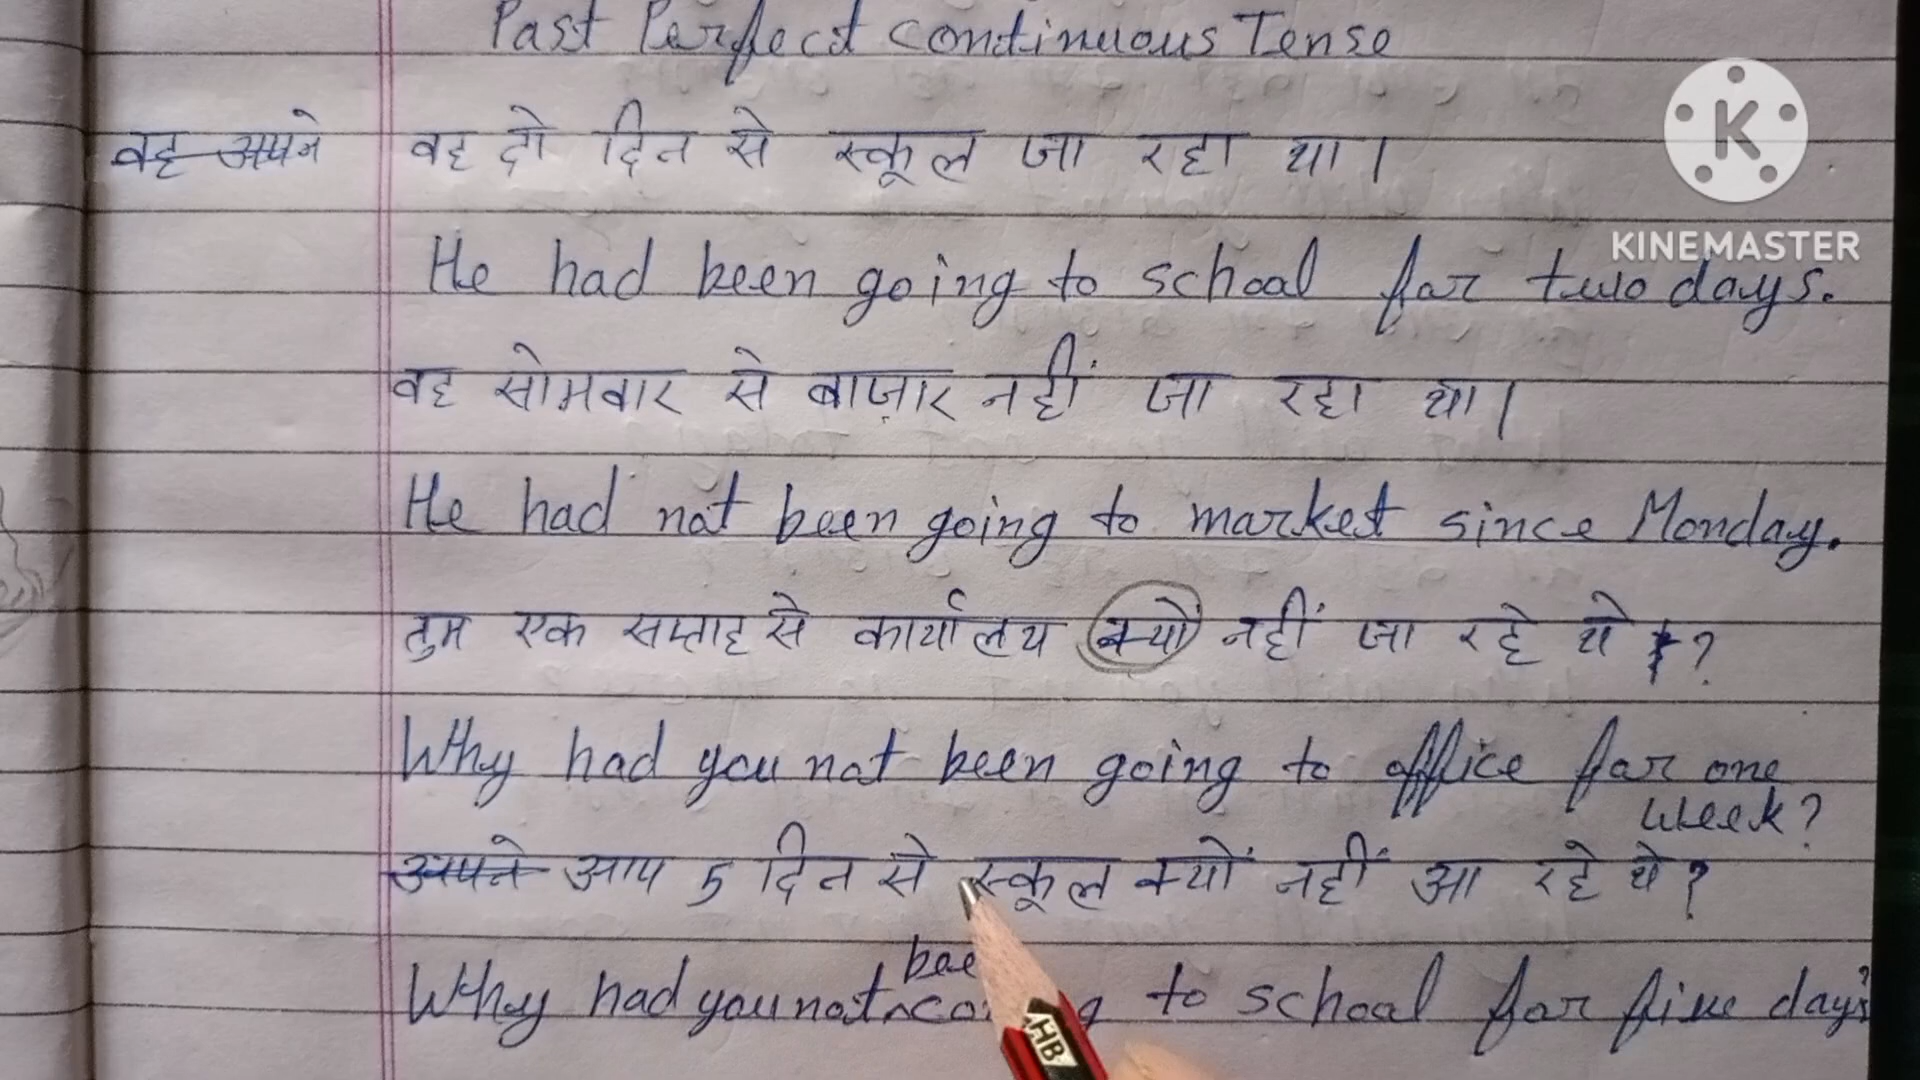 Past Perfect Continuous Tense
वह अपने वह दो दिन से स्कूल जा रहा था।
He had been going to school for two days.
वह सोमवार से बाज़ार नहीं जा रहा था।
He had not been going to market since Monday.
तुम एक सप्ताह से कार्यालय क्यों नहीं जा रहे थे ?
Why had you not been going to office for one
week?
अपने आप 5 दिन से स्कूल क्यों नहीं आ रहे थे?
Why had you not to school for five days?
K
KINEMASTER
HB